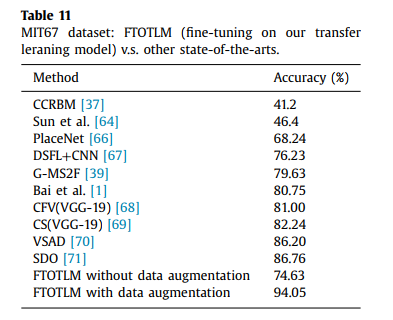 Table 11
MIT67 dataset: FTOTLM (fine-tuning on our transfer
leraning model) v.s. other state-of-the-arts.
Method Accuracy (%)
CCRBM [37] 41.2
Sun et al. [64] 46.4
PlaceNet [66] 68.24
DSFL+CNN [67] 76.23
G-MS2F [39] 79.63
Bai et al. [1] 80.75
CFV(VGG-19) [68] 81.00
CS(VGG-19) [69] 82.24
VSAD [70] 86.20
SDO [71] 86.76
FTOTLM without data augmentation 74.63
FTOTLM with data augmentation 94.05